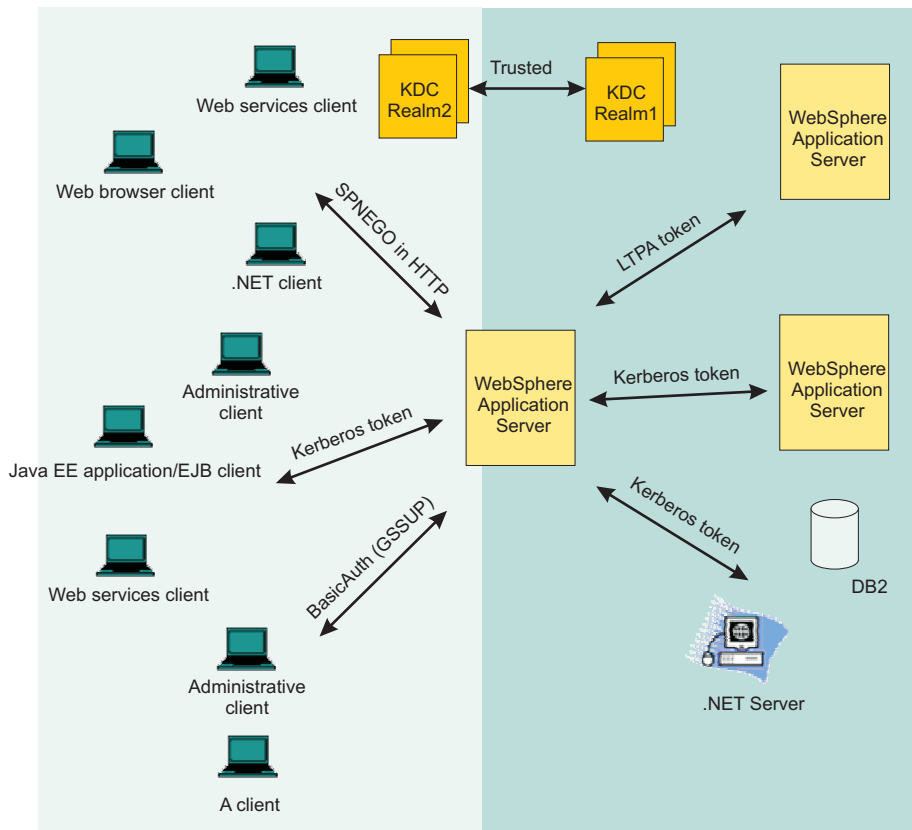 Web services client
KDC
Realm2
Trusted
KDC
Realm1
WebSphere
Application
Server
Web browser client
SPNEGO in HTTP
LTPA token
.NET client
Administrative
client
WebSphere
Application
Server
Kerberos token
WebSphere
Application
Server
Java EE application/EJB client
Kerberos token
Kerberos token
BasicAuth (GSSUP)
Web services client
DB2
Administrative
client
.NET Server
A client